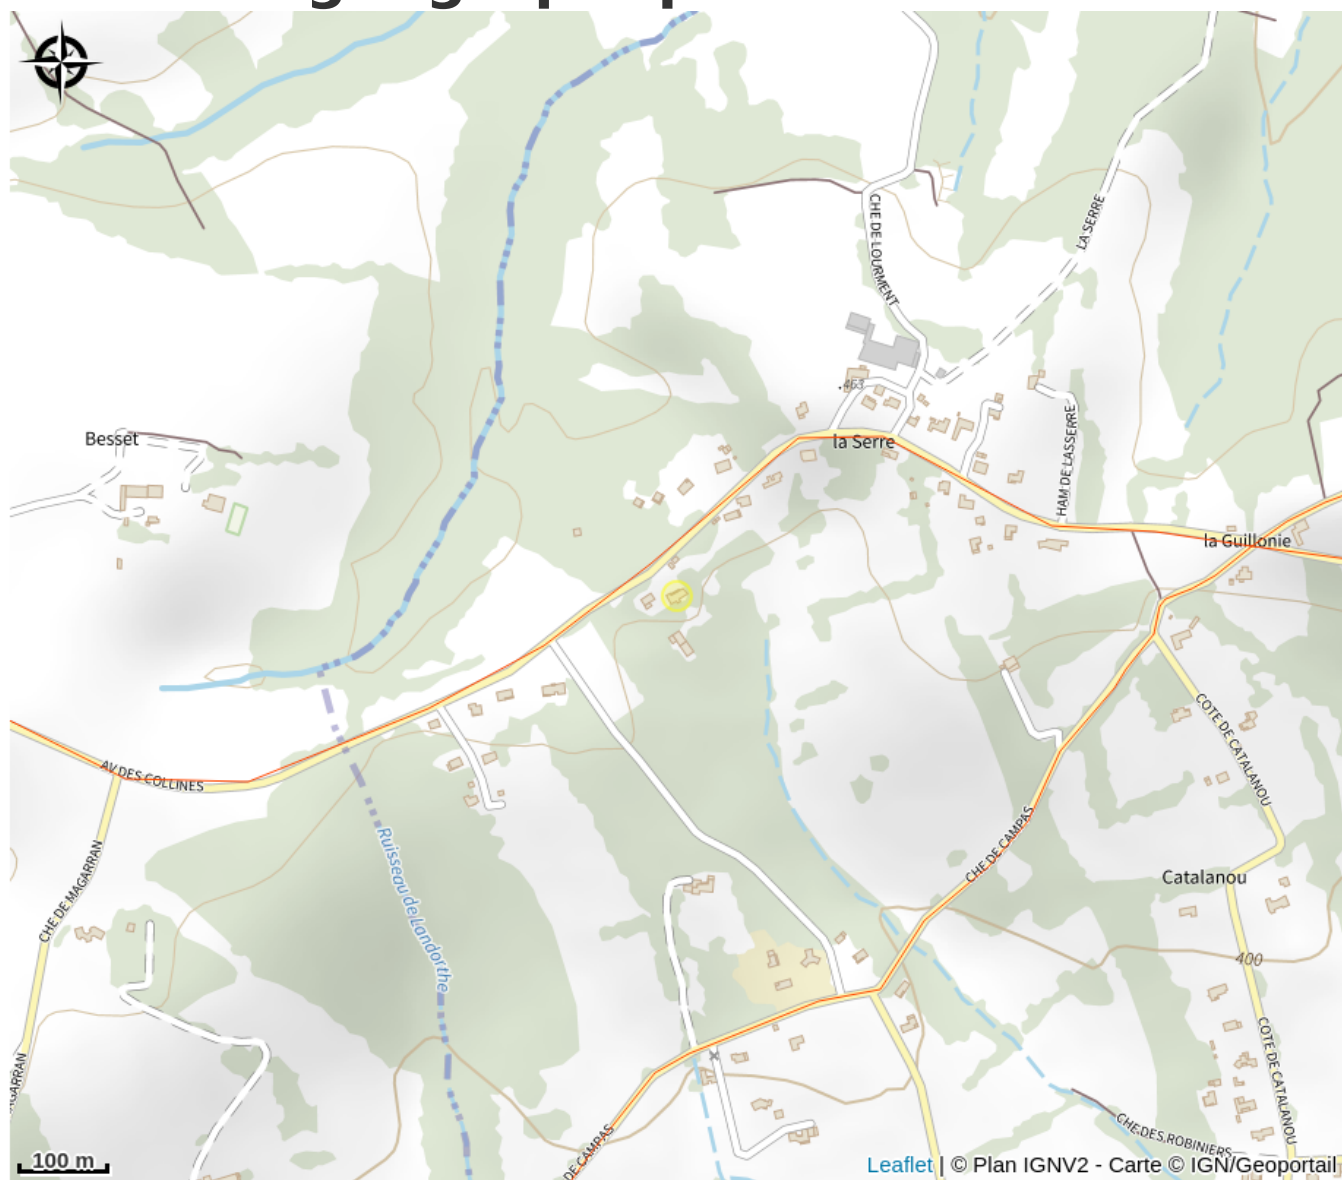 CHE DE LOURMENT
LA SERRE
.463
Besset
la Serre
HAM DE LASSERRE
la Guillonie
AV DES COLLINES
COTE DE CATALANOU
CHE DE MAGARRAN
Ruisseau de Landorthe
CHE DE CAMPAS
Catalanou
400
COTE DE CATALANOU
AGARRAN
DE CAMPAS
CHE DES ROBINIERS
100 m
Leaflet | © Plan IGNV2 - Carte © IGN/Geoportail